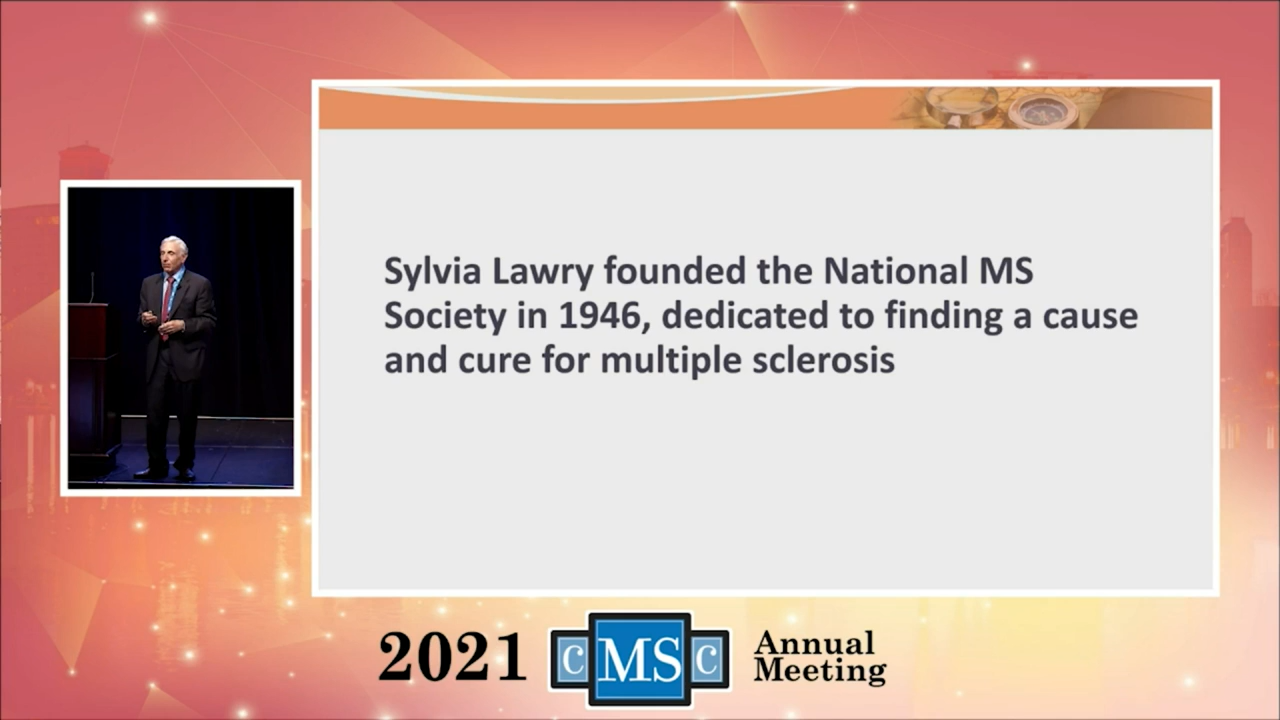 Sylvia Lawry founded the National MS
Society in 1946, dedicated to finding a cause
and cure for multiple sclerosis
2021 CMSC Annual
Meeting